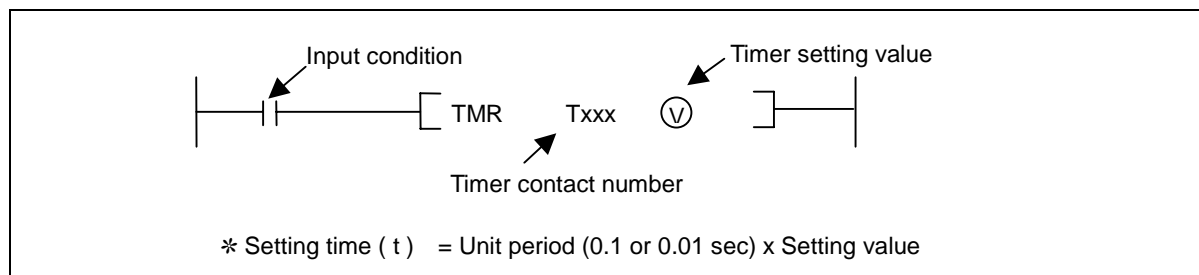 Input condition
Timer setting value
TMR Txxx V
Timer contact number
* Setting time ( t ) = Unit period (0.1 or 0.01 sec) x Setting value